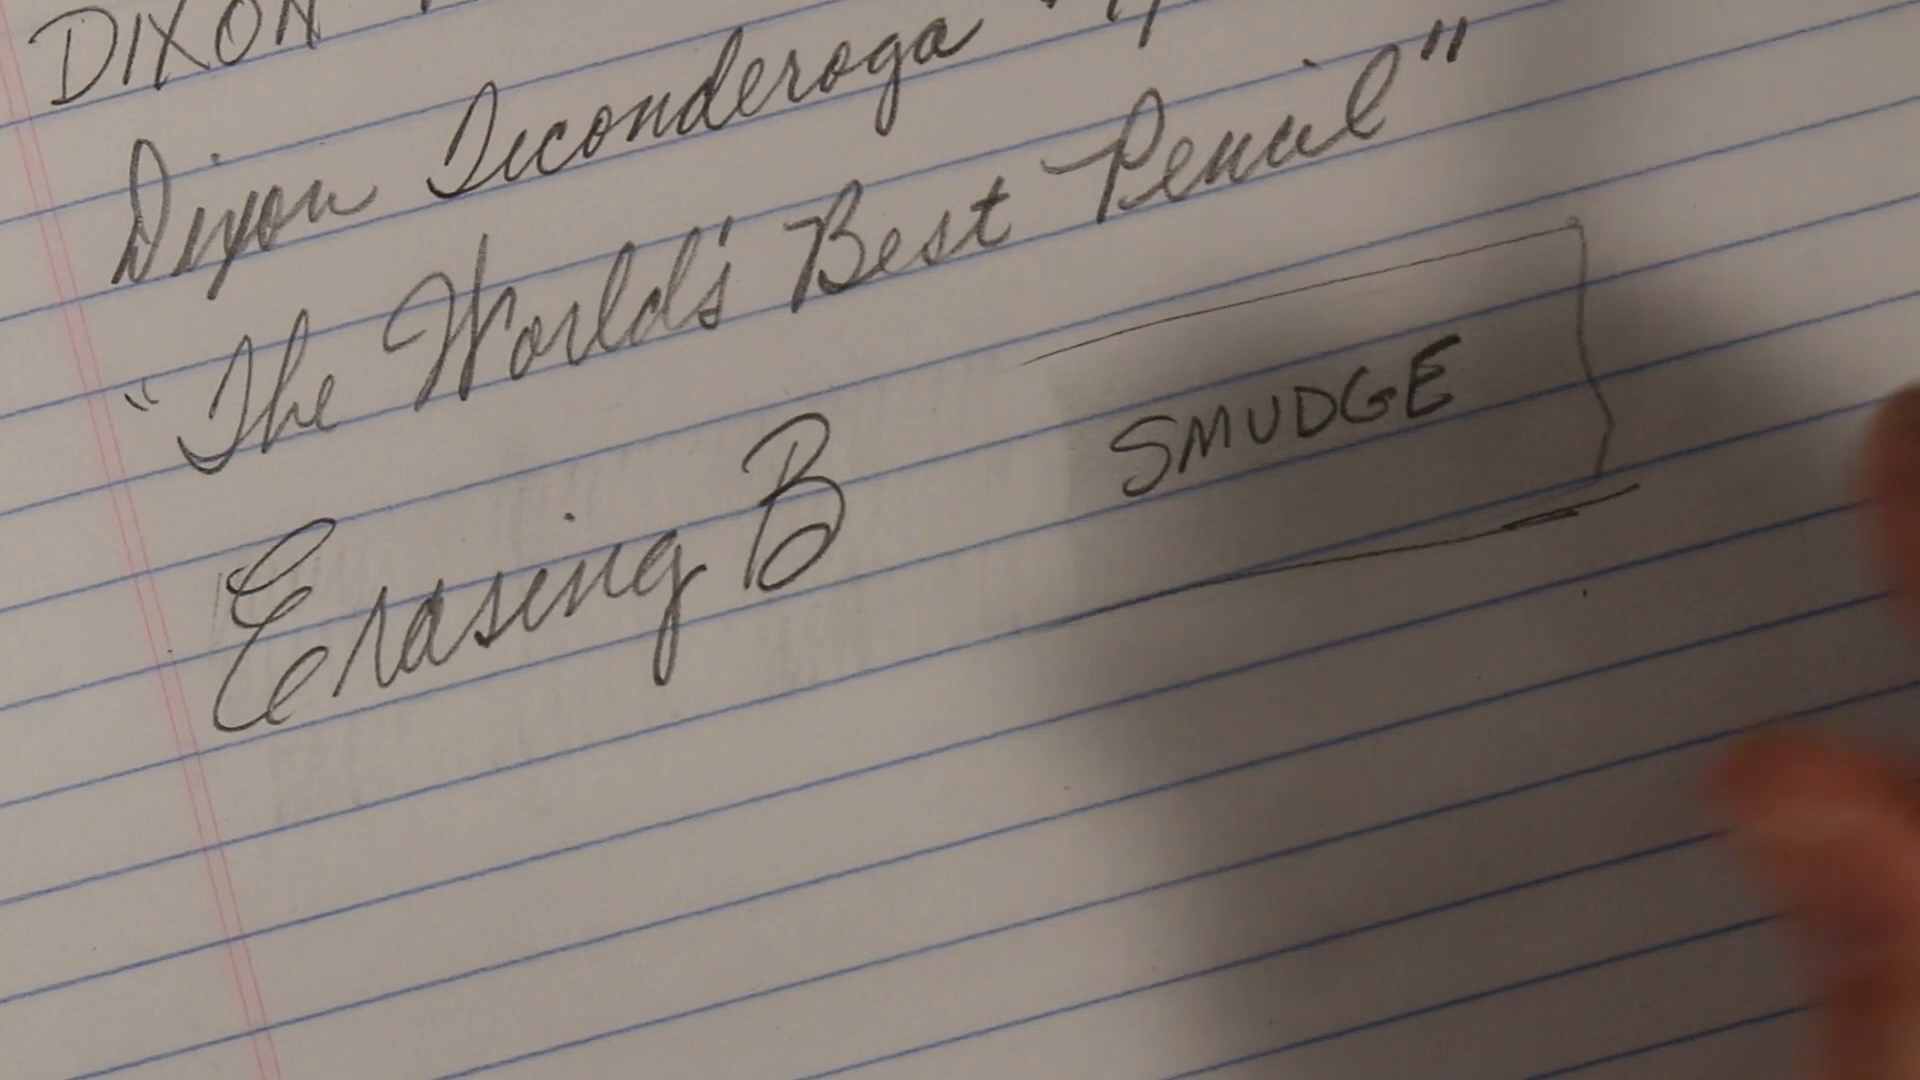 DIXON
Dixon Ticonderoga
"The World's Best Pencil"
Erasing B
SMUDGE